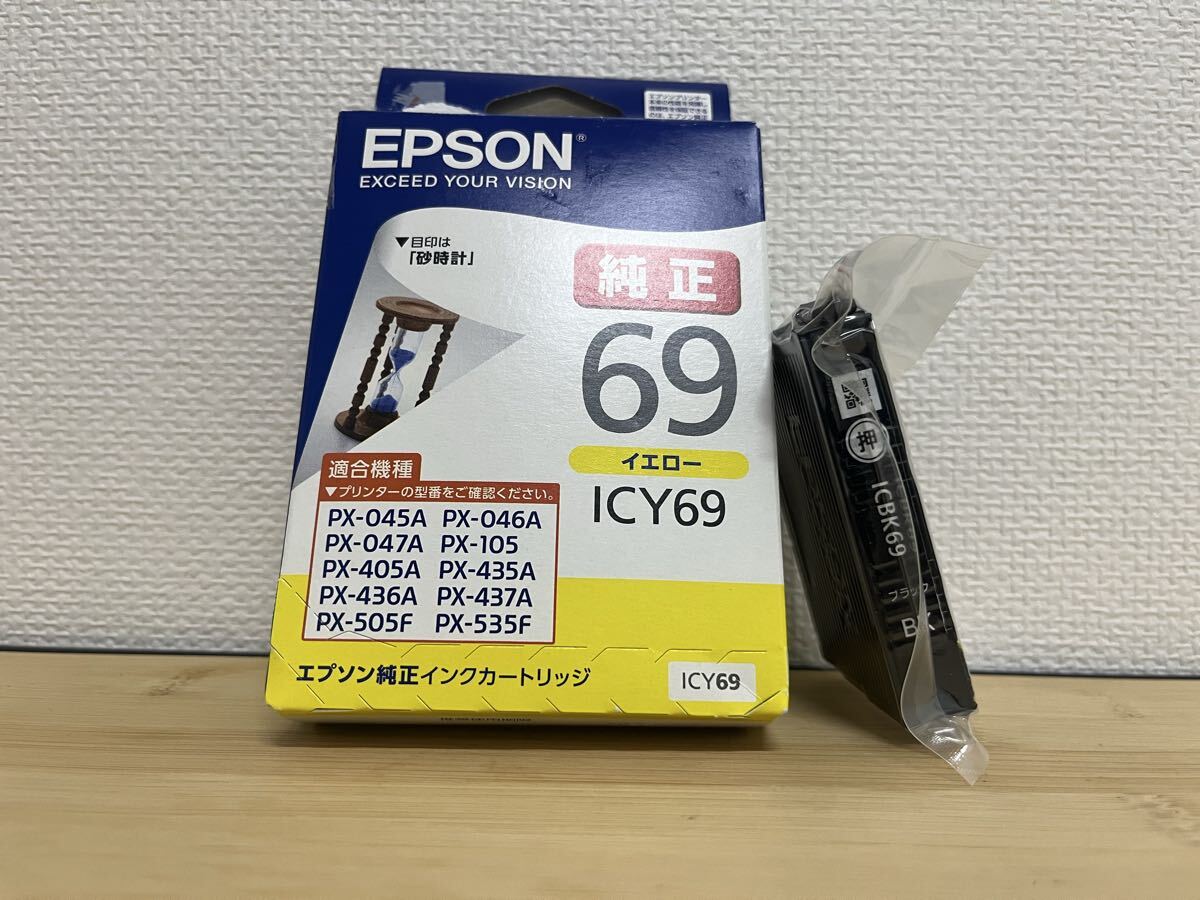 EPSON®
EXCEED YOUR VISION
▼目印は
「砂時計」
純正
69
イエロー
ICY69
適合機種
▼プリンターの型番をご確認ください。
PX-045A PX-046A
PX-047A PX-105
PX-405A PX-435A
PX-436A PX-437A
PX-505F PX-535F
エプソン純正インクカートリッジ
ICY69
押
ICBK69
ブラック
BK